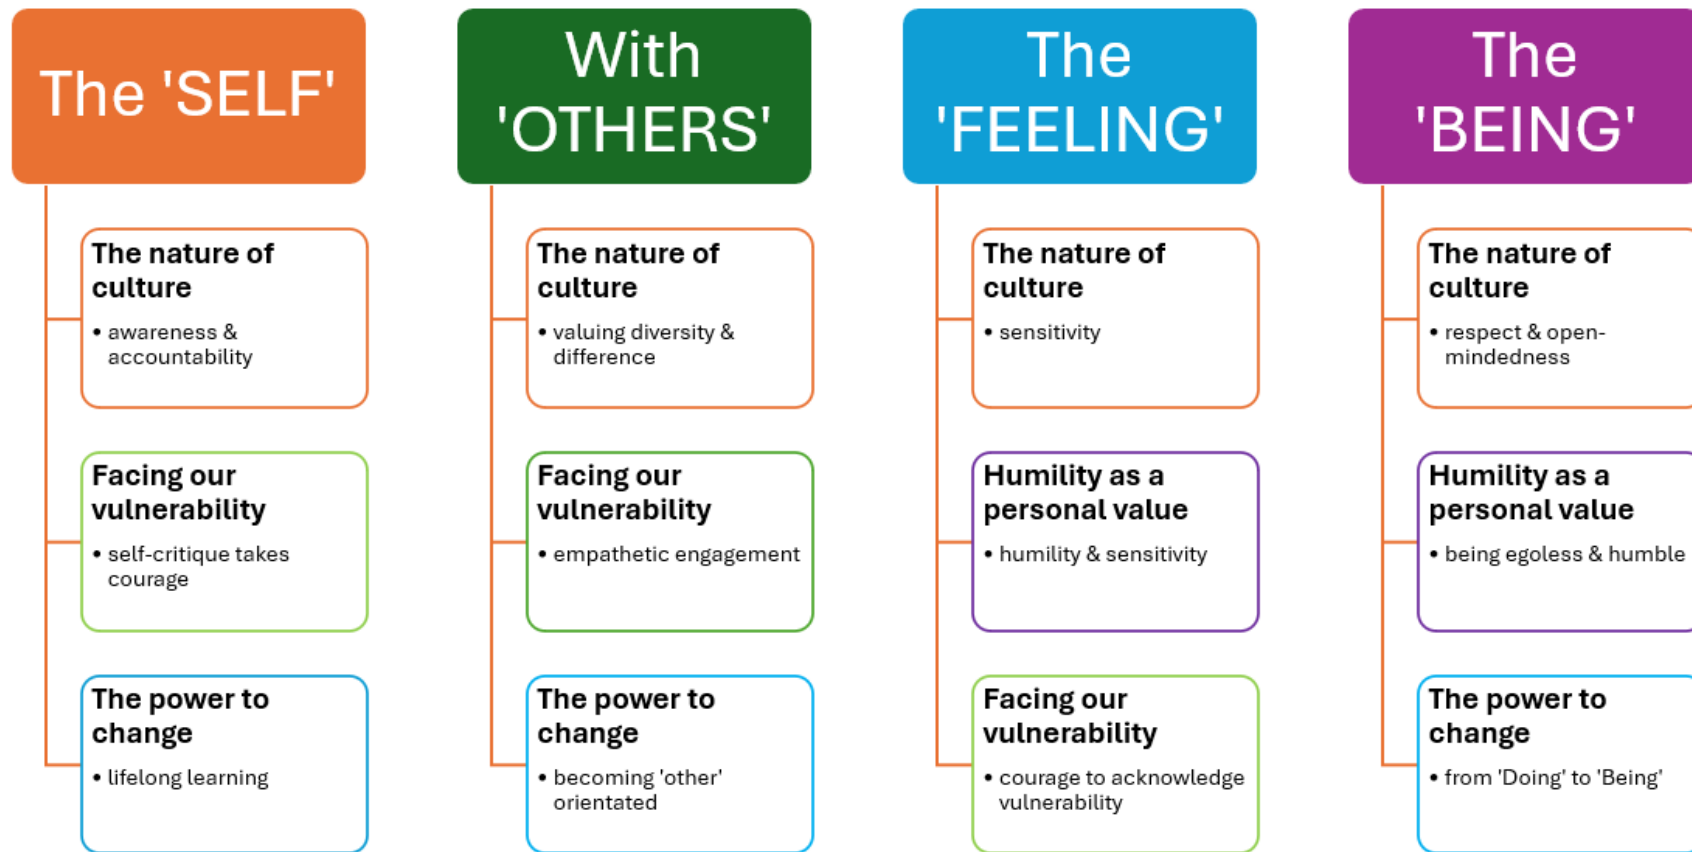 The 'SELF'
The nature of
culture
• awareness &
accountability
Facing our
vulnerability
• self-critique takes
courage
The power to
change
• lifelong learning
With
'OTHERS'
The nature of
culture
• valuing diversity &
difference
Facing our
vulnerability
• empathetic engagement
The power to
change
• becoming 'other'
orientated
The
'FEELING'
The nature of
culture
• sensitivity
Humility as a
personal value
• humility & sensitivity
Facing our
vulnerability
• courage to acknowledge
vulnerability
The
'BEING'
The nature of
culture
• respect & open-
mindedness
Humility as a
personal value
• being egoless & humble
The power to
change
• from 'Doing' to 'Being'